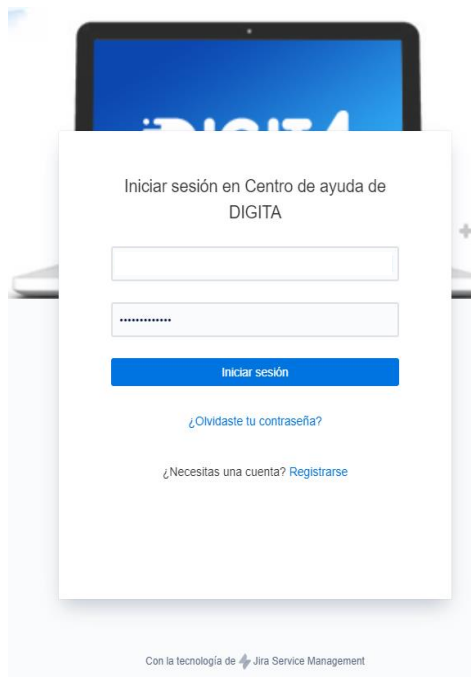 Iniciar sesión en Centro de ayuda de
DIGITA
•••••••••••••
Iniciar sesión
¿Olvidaste tu contraseña?
¿Necesitas una cuenta? Registrarse
Con la tecnología de Jira Service Management